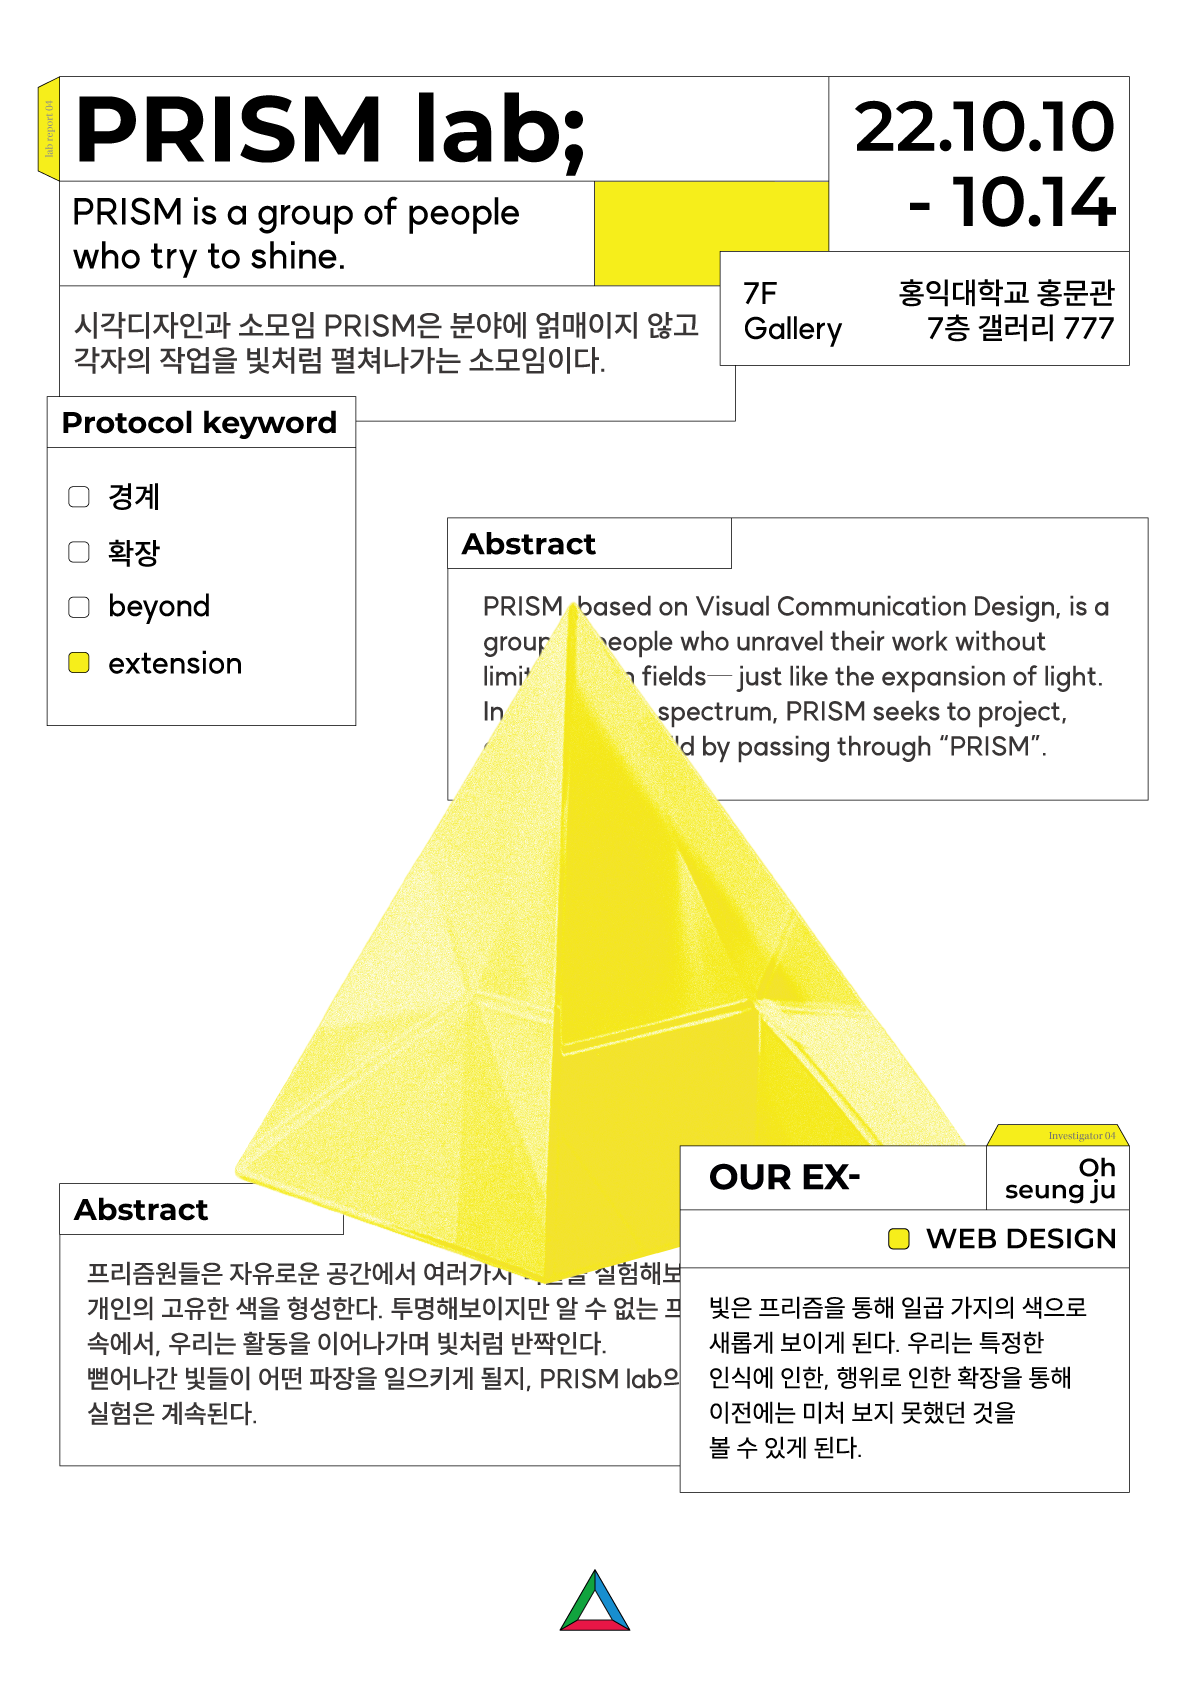 lab report 04
PRISM lab;
22.10.10
- 10.14
PRISM is a group of people
who try to shine.
7F
Gallery
홍익대학교 홍문관
7층 갤러리 777
시각디자인과 소모임 PRISM은 분야에 얽매이지 않고
각자의 작업을 빛처럼 펼쳐나가는 소모임이다.
Protocol keyword
경계
확장
beyond
extension
Abstract
PRISM, based on Visual Communication Design, is a
group people who unravel their work without
fields— just like the expansion of light.
In spectrum, PRISM seeks to project,
by passing through “PRISM”.
Investigator 04
OUR EX-
Oh
seung ju
WEB DESIGN
빛은 프리즘을 통해 일곱 가지의 색으로
새롭게 보이게 된다. 우리는 특정한
인식에 인한, 행위로 인한 확장을 통해
이전에는 미처 보지 못했던 것을
볼 수 있게 된다.
Abstract
프리즘원들은 자유로운 공간에서 여러가지 실험해보
개인의 고유한 색을 형성한다. 투명해보이지만 알 수 없는
속에서, 우리는 활동을 이어나가며 빛처럼 반짝인다.
뻗어나간 빛들이 어떤 파장을 일으키게 될지, PRISM lab의
실험은 계속된다.